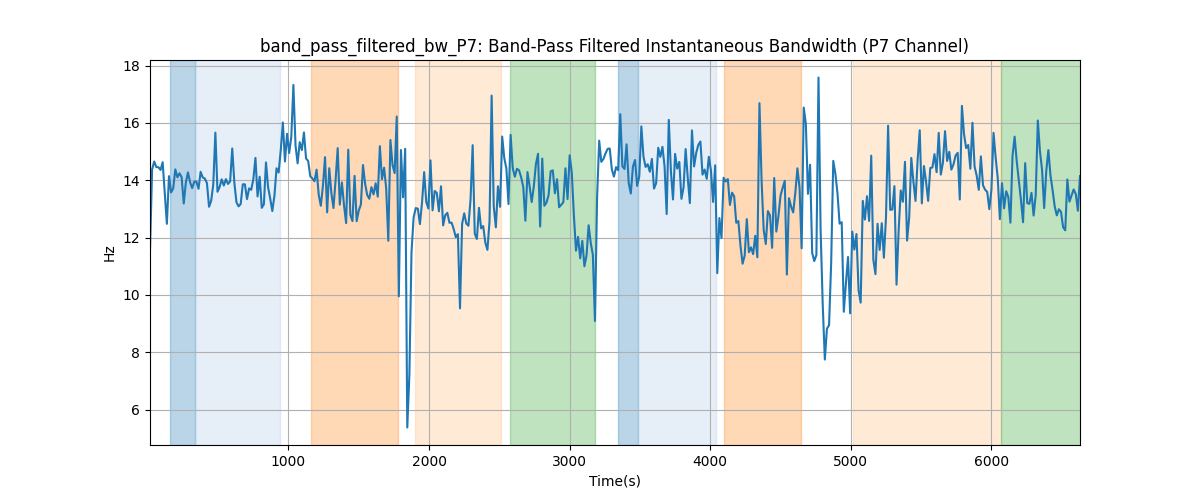 band_pass_filtered_bw_P7: Band-Pass Filtered Instantaneous Bandwidth (P7 Channel)
18
16
14
12
10
8
6
Hz
1000 2000 3000 4000 5000 6000
Time(s)